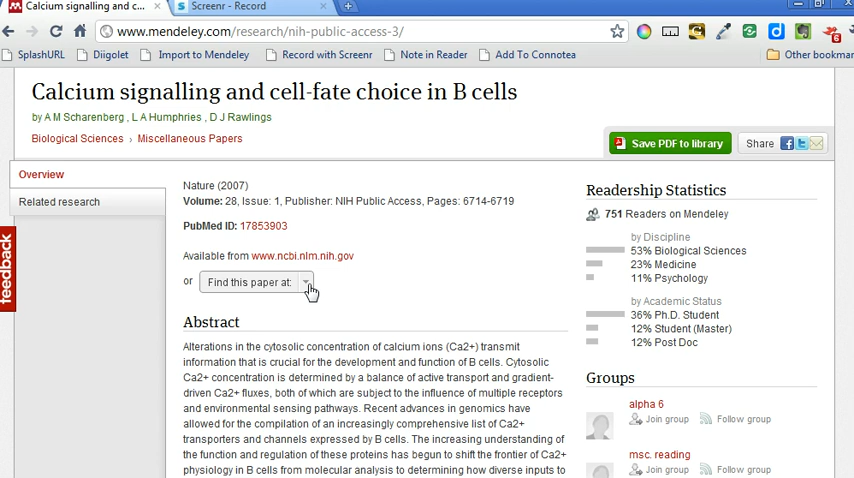 Calcium signalling and c...
Screenr - Record
www.mendeley.com/research/nih-public-access-3/
SplashURL
Diigolet
Import to Mendeley
Record with Screenr
Note in Reader
Add To Connotea
Other bookmar
Calcium signalling and cell-fate choice in B cells
by A M Scharenberg , L A Humphries , D J Rawlings
Biological Sciences › Miscellaneous Papers
Save PDF to library
Share
Overview
Related research
feedback
Nature (2007)
Volume: 28, Issue: 1, Publisher: NIH Public Access, Pages: 6714-6719
PubMed ID: 17853903
Available from www.ncbi.nlm.nih.gov
or Find this paper at:
Abstract
Alterations in the cytosolic concentration of calcium ions (Ca2+) transmit
information that is crucial for the development and function of B cells. Cytosolic
Ca2+ concentration is determined by a balance of active transport and gradient-
driven Ca2+ fluxes, both of which are subject to the influence of multiple receptors
and environmental sensing pathways. Recent advances in genomics have
allowed for the compilation of an increasingly comprehensive list of Ca2+
transporters and channels expressed by B cells. The increasing understanding of
the function and regulation of these proteins has begun to shift the frontier of Ca2+
physiology in B cells from molecular analysis to determining how diverse inputs to
Readership Statistics
751 Readers on Mendeley
by Discipline
53% Biological Sciences
23% Medicine
11% Psychology
by Academic Status
36% Ph.D. Student
12% Student (Master)
12% Post Doc
Groups
alpha 6
Join group
Follow group
msc. reading
Join group
Follow group